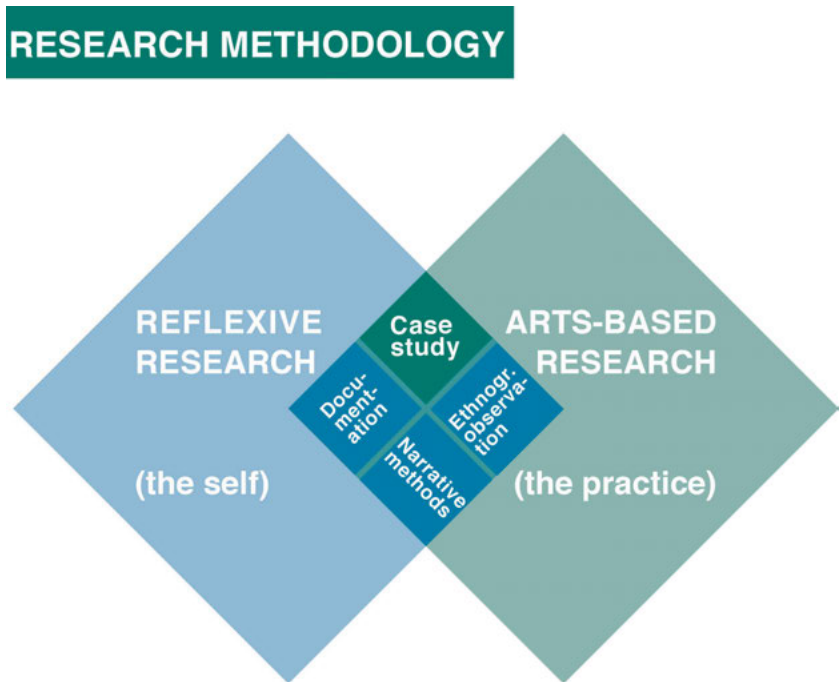 RESEARCH METHODOLOGY
REFLEXIVE
RESEARCH
(the self)
Case
study
Docu-
ment-
ation
Ethnogr.
observa-
tion
Narrative
methods
ARTS-BASED
RESEARCH
(the practice)